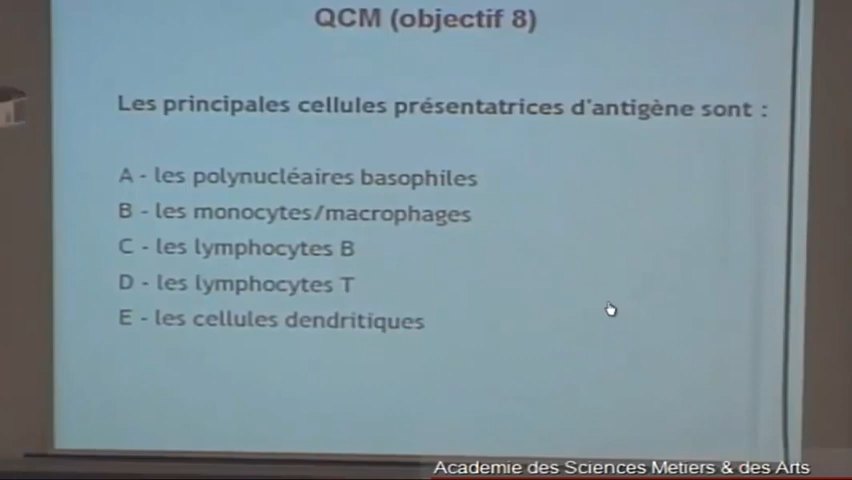 QCM (objectif 8)
Les principales cellules présentatrices d'antigène sont :
A - les polynucléaires basophiles
B - les monocytes/macrophages
C - les lymphocytes B
D - les lymphocytes T
E - les cellules dendritiques
Academie des Sciences Metiers & des Arts